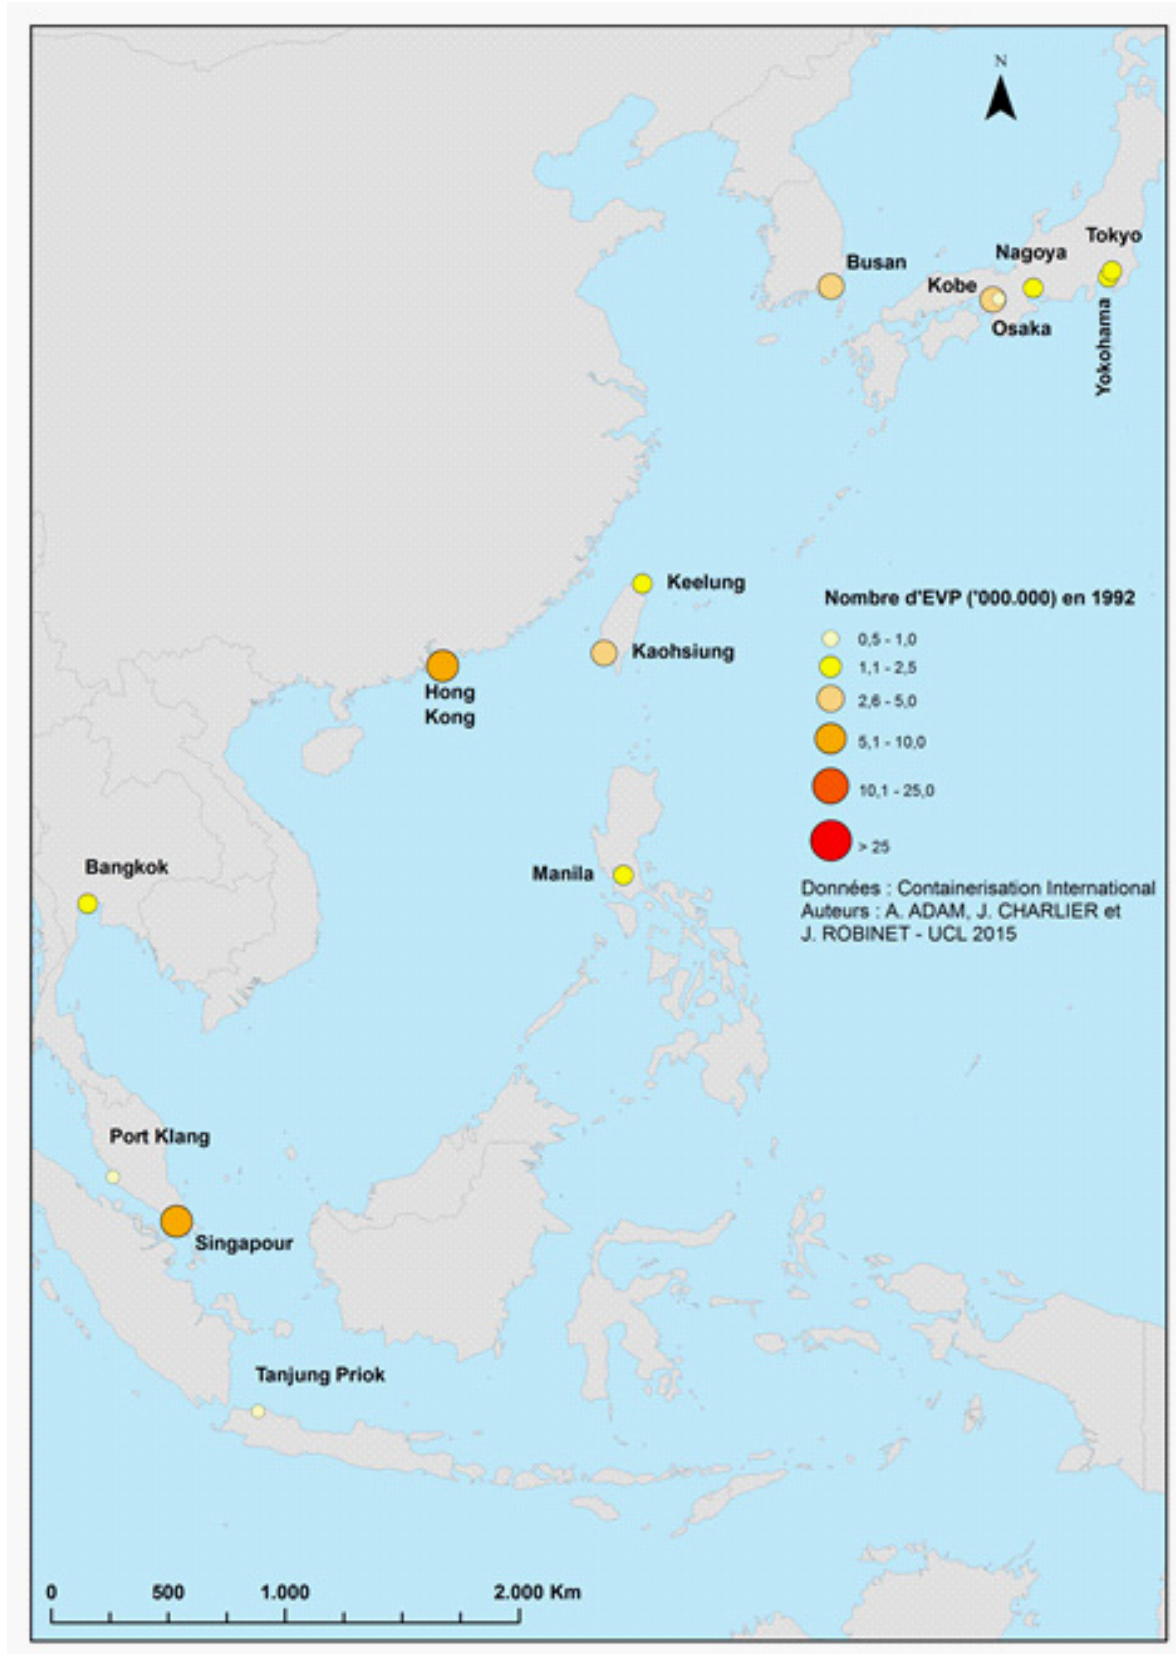 N
Tokyo
Nagoya
Busan
Kobe
Osaka
Yokohama
Keelung
Kaohsiung
Hong
Kong
Nombre d'EVP ('000.000) en 1992
0,5 - 1,0
1,1 - 2,5
2,6 - 5,0
5,1 - 10,0
10,1 - 25,0
> 25
Données : Containerisation International
Auteurs : A. ADAM, J. CHARLIER et
J. ROBINET - UCL 2015
Bangkok
Manila
Port Klang
Singapour
Tanjung Priok
0 500 1.000 2.000 Km